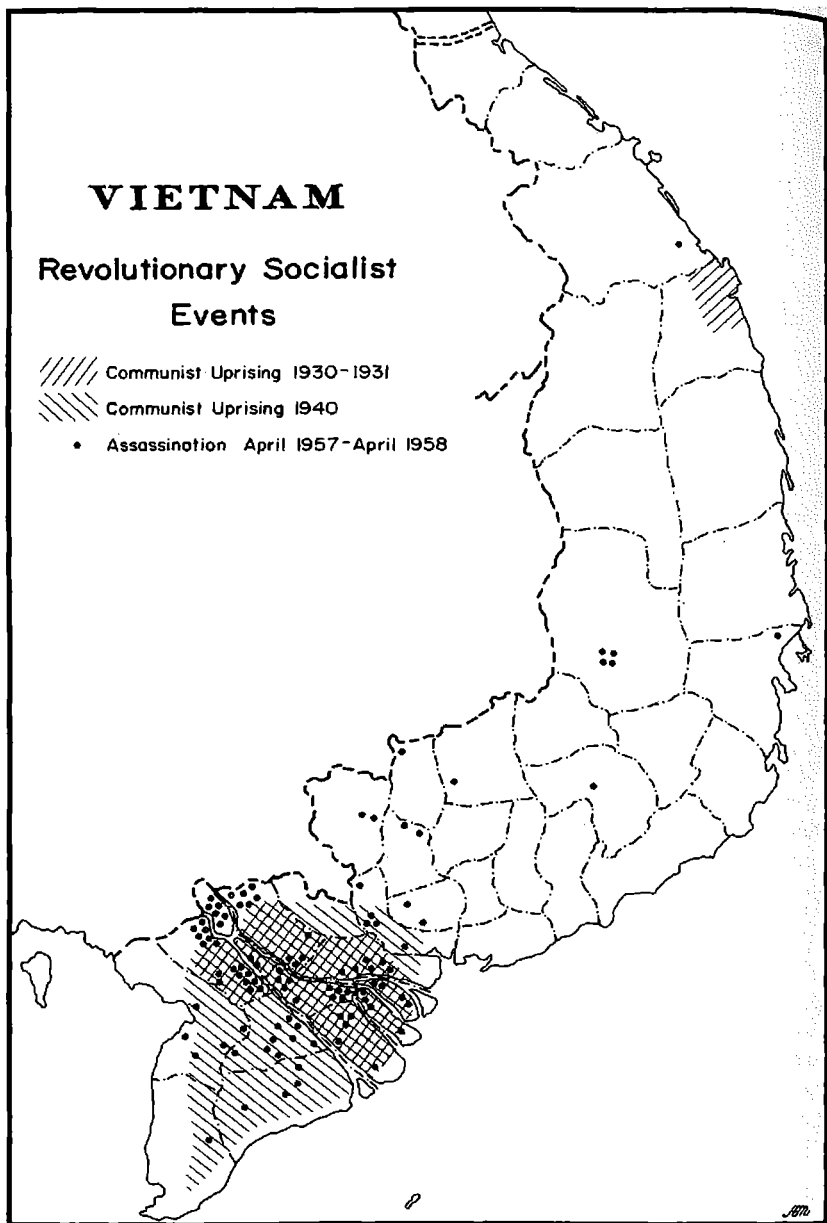 VIETNAM
Revolutionary Socialist
Events
Communist Uprising 1930-1931
Communist Uprising 1940
Assassination April 1957-April 1958